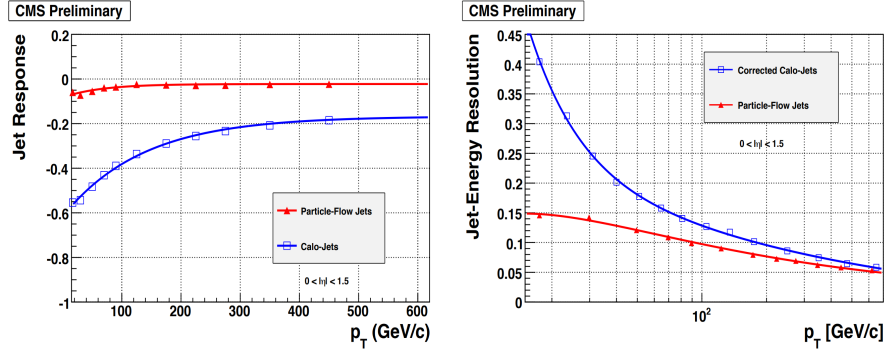 CMS Preliminary
Jet Response
0.2
0
-0.2
-0.4
-0.6
-0.8
-1
Particle-Flow Jets
Calo-Jets
0 < |η| < 1.5
100 200 300 400 500 600
p_T (GeV/c)
CMS Preliminary
Jet-Energy Resolution
0.45
0.4
0.35
0.3
0.25
0.2
0.15
0.1
0.05
0
Corrected Calo-Jets
Particle-Flow Jets
0 < |η| < 1.5
10²
p_T [GeV/c]